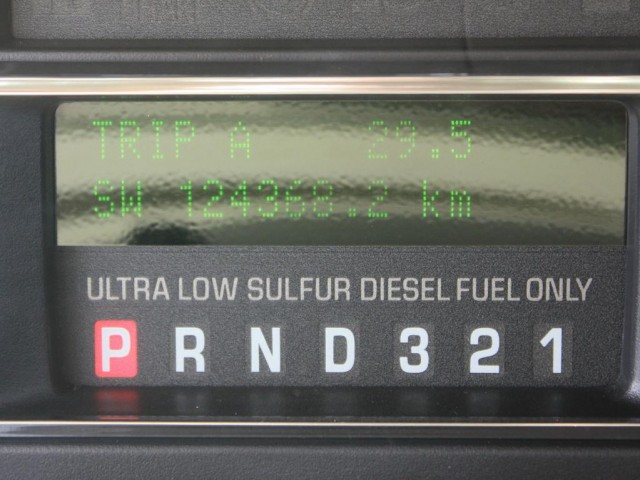 TRIP A 29.5
SW 124368.2 km
ULTRA LOW SULFUR DIESEL FUEL ONLY
P R N D 3 2 1